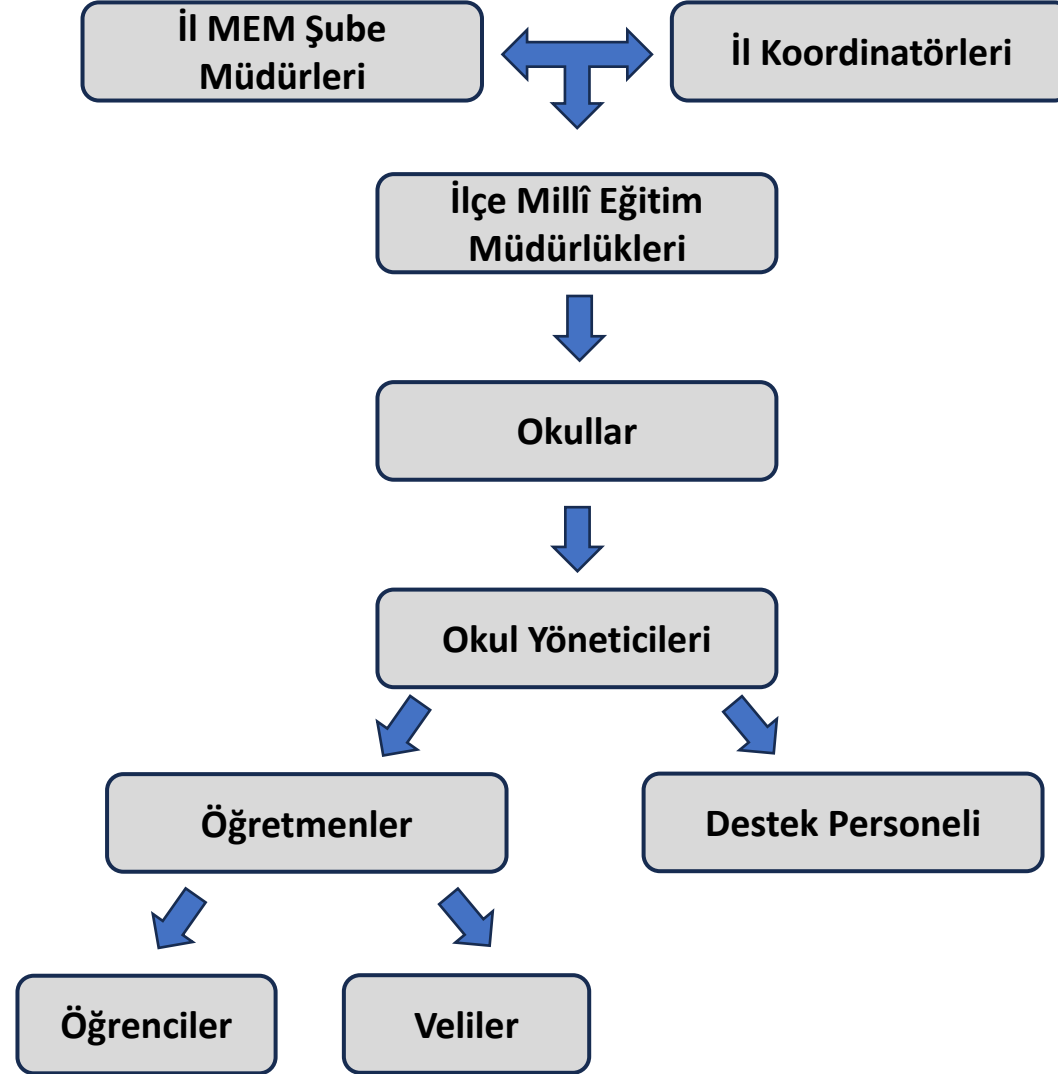 İl MEM Şube
Müdürleri
İl Koordinatörleri
İlçe Millî Eğitim
Müdürlükleri
Okullar
Okul Yöneticileri
Öğretmenler
Destek Personeli
Öğrenciler
Veliler